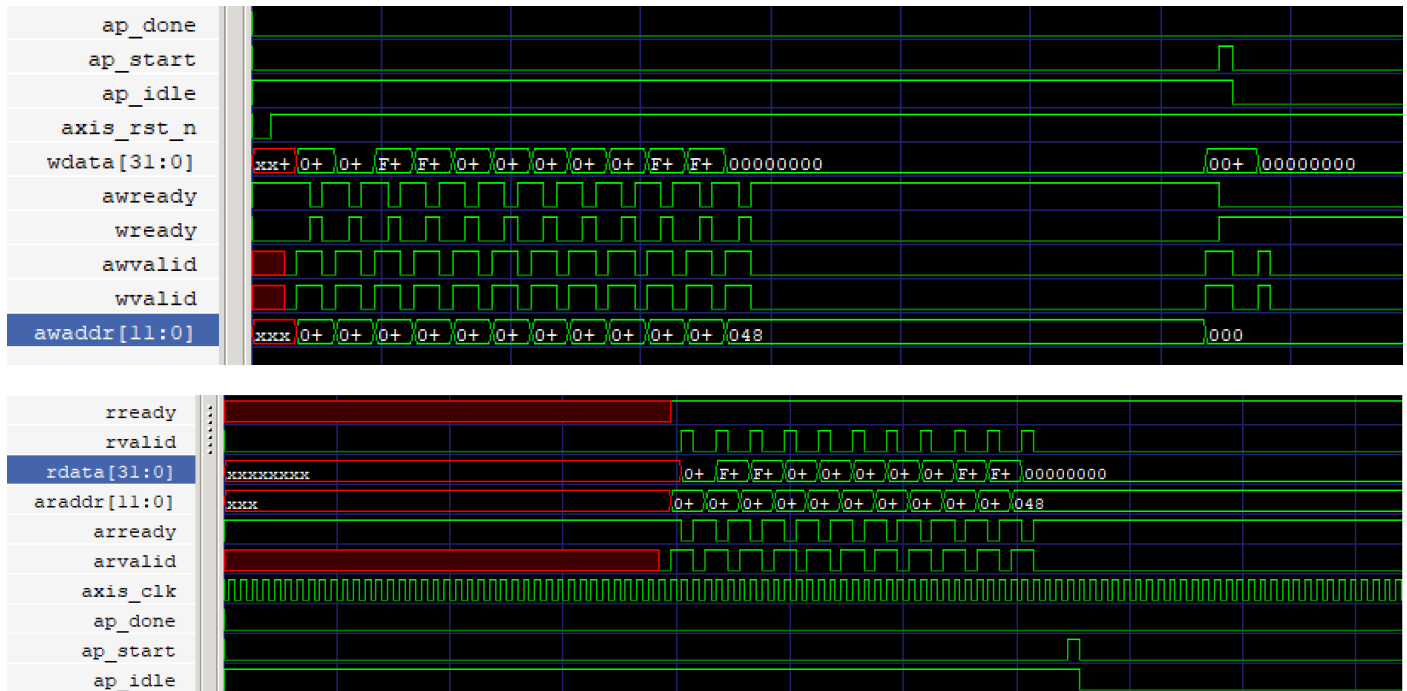 ap_done
ap_start
ap_idle
axis_rst_n
wdata[31:0] xx+ 0+ 0+ F+ F+ 0+ 0+ 0+ 0+ 0+ F+ F+ 00000000 00+ 00000000
awready
wready
awvalid
wvalid
awaddr[11:0] xxx 0+ 0+ 0+ 0+ 0+ 0+ 0+ 0+ 0+ 0+ 0+ 048 000
rready
rvalid
rdata[31:0] xxxxxxxx 0+ F+ F+ 0+ 0+ 0+ 0+ 0+ F+ F+ 00000000
araddr[11:0] xxx 0+ 0+ 0+ 0+ 0+ 0+ 0+ 0+ 0+ 0+ 048
arready
arvalid
axis_clk
ap_done
ap_start
ap_idle